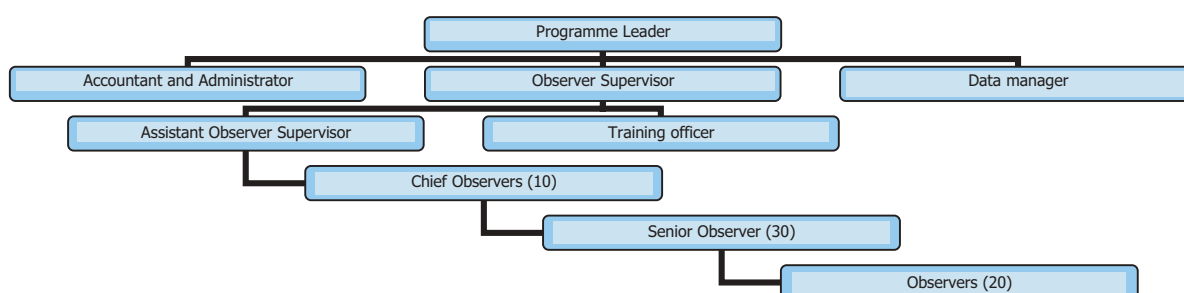 Programme Leader
Accountant and Administrator
Observer Supervisor
Data manager
Assistant Observer Supervisor
Training officer
Chief Observers (10)
Senior Observer (30)
Observers (20)